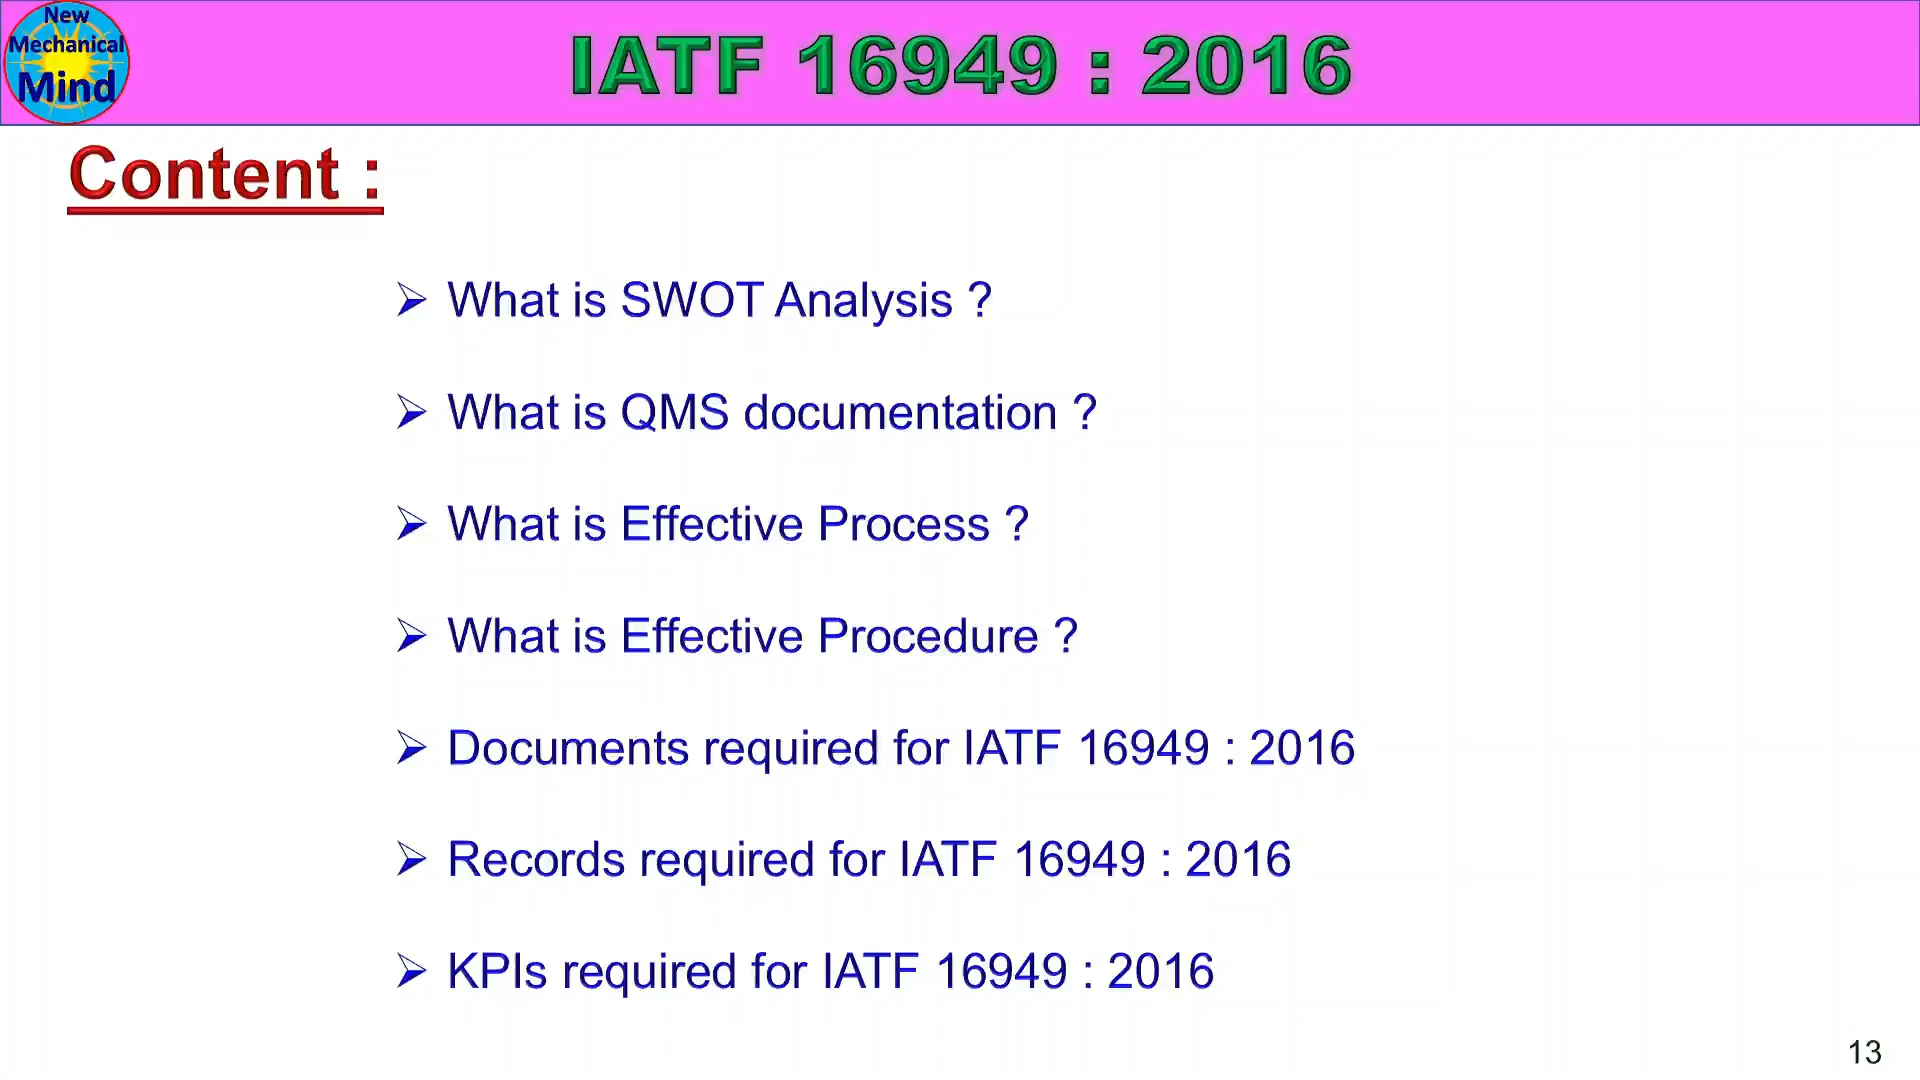 New
Mechanical
Mind
IATF 16949 : 2016
Content :
What is SWOT Analysis ?
What is QMS documentation ?
What is Effective Process ?
What is Effective Procedure ?
Documents required for IATF 16949 : 2016
Records required for IATF 16949 : 2016
KPIs required for IATF 16949 : 2016
13